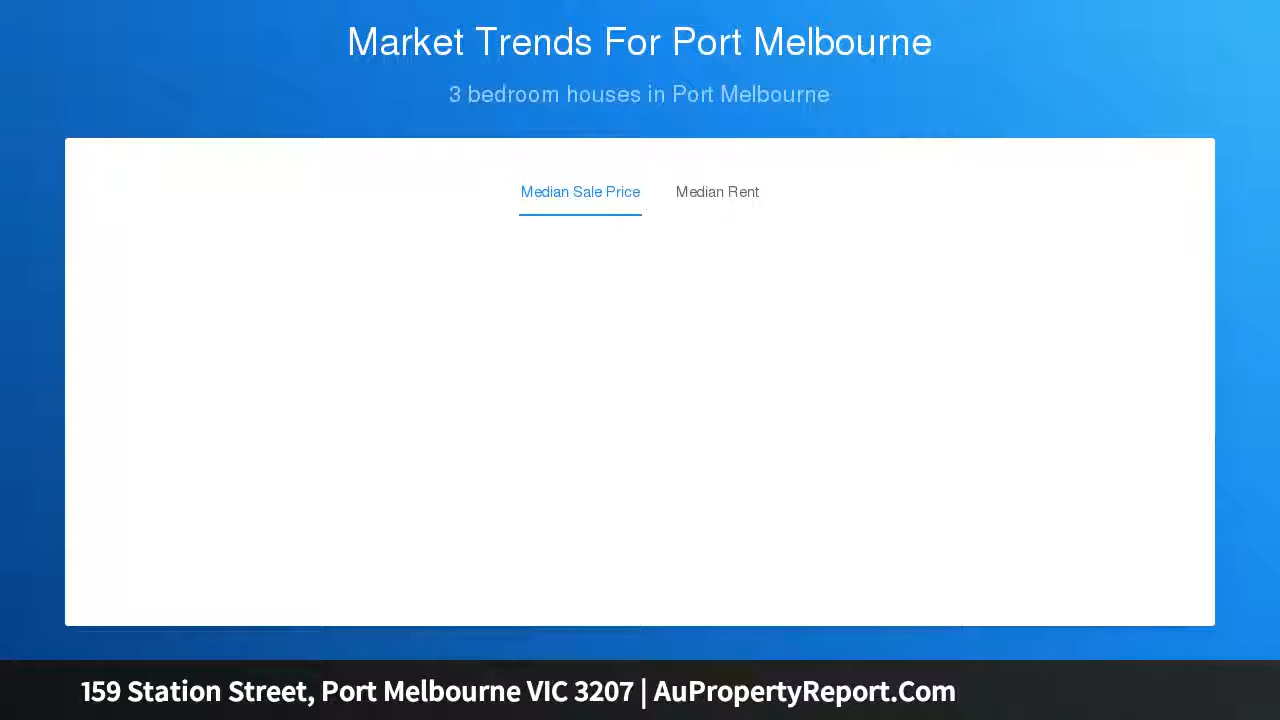 Market Trends For Port Melbourne
3 bedroom houses in Port Melbourne
Median Sale Price Median Rent
159 Station Street, Port Melbourne VIC 3207 | AuPropertyReport.Com